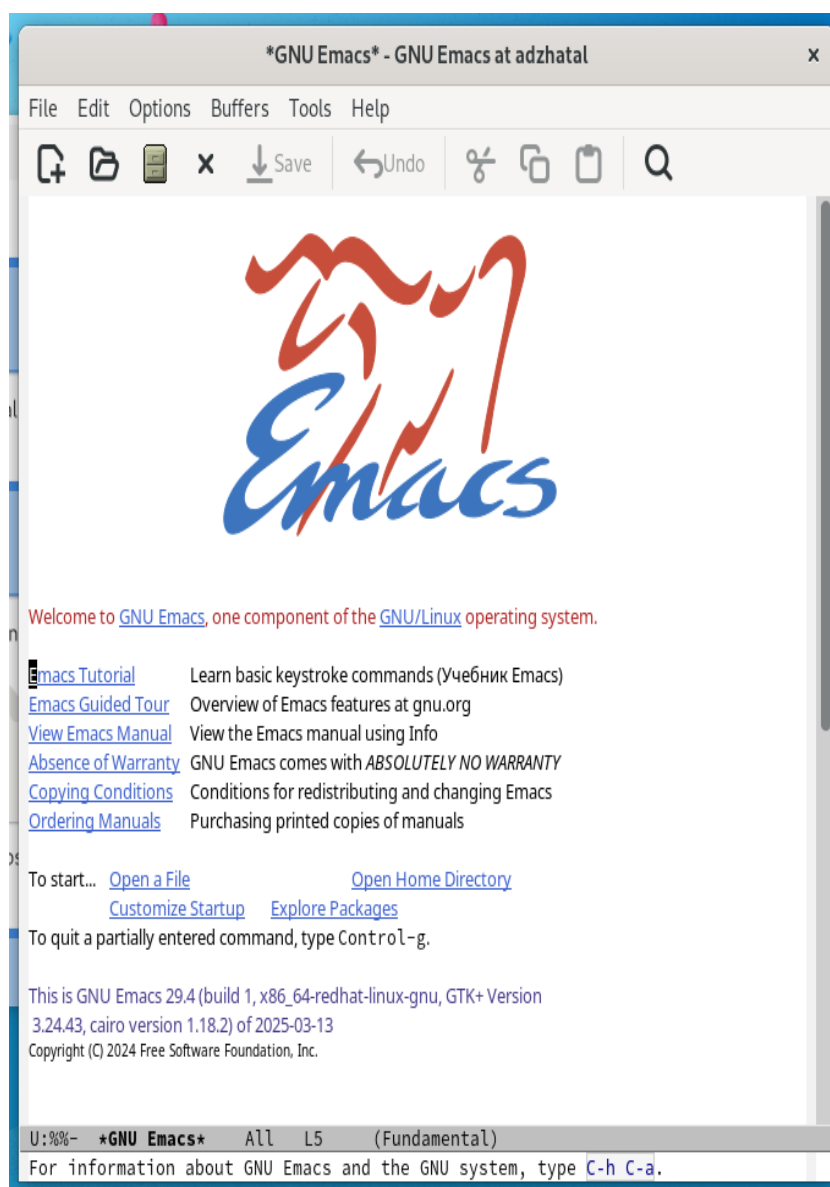 *GNU Emacs* - GNU Emacs at adzhatal x
File Edit Options Buffers Tools Help
Save Undo
Emacs
Welcome to GNU Emacs, one component of the GNU/Linux operating system.
Emacs Tutorial Learn basic keystroke commands (Учебник Emacs)
Emacs Guided Tour Overview of Emacs features at gnu.org
View Emacs Manual View the Emacs manual using Info
Absence of Warranty GNU Emacs comes with ABSOLUTELY NO WARRANTY
Copying Conditions Conditions for redistributing and changing Emacs
Ordering Manuals Purchasing printed copies of manuals
To start... Open a File Open Home Directory
Customize Startup Explore Packages
To quit a partially entered command, type Control-g.
This is GNU Emacs 29.4 (build 1, x86_64-redhat-linux-gnu, GTK+ Version
3.24.43, cairo version 1.18.2) of 2025-03-13
Copyright (C) 2024 Free Software Foundation, Inc.
U:%%- *GNU Emacs* All L5 (Fundamental)
For information about GNU Emacs and the GNU system, type C-h C-a.